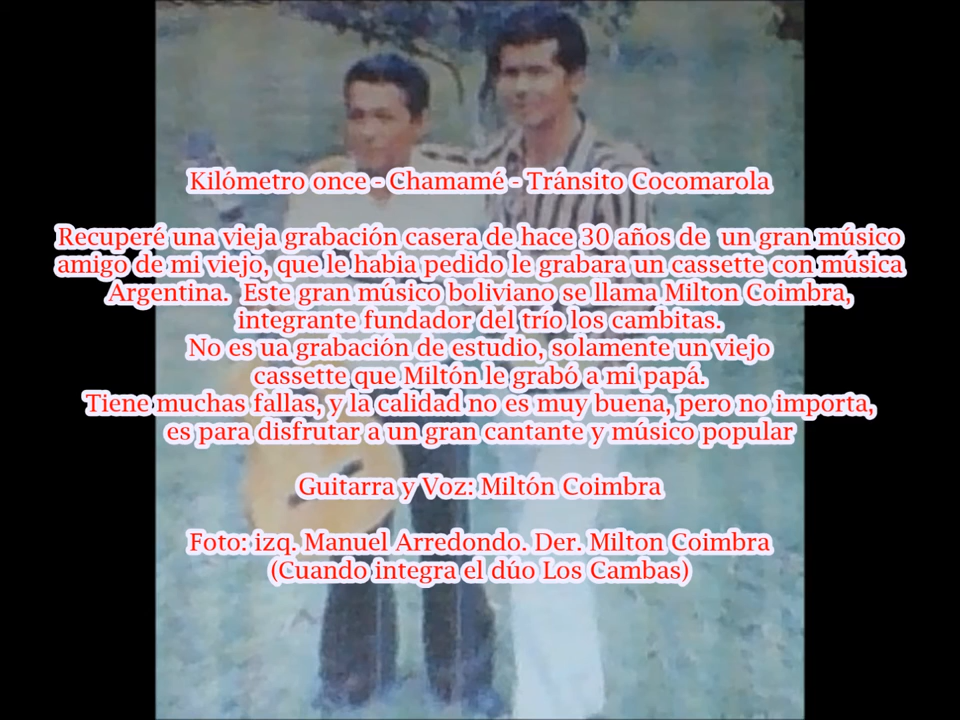 Kilómetro once - Chamamé - Tránsito Cocomarola
Recuperé una vieja grabación casera de hace 30 años de  un gran músico
amigo de mi viejo, que le habia pedido le grabara un cassette con música
Argentina.  Este gran músico boliviano se llama Milton Coimbra,
integrante fundador del trío los cambitas.
No es ua grabación de estudio, solamente un viejo
cassette que Miltón le grabó a mi papá.
Tiene muchas fallas, y la calidad no es muy buena, pero no importa,
es para disfrutar a un gran cantante y músico popular
Guitarra y Voz: Miltón Coimbra
Foto: izq. Manuel Arredondo. Der. Milton Coimbra
(Cuando integra el dúo Los Cambas)